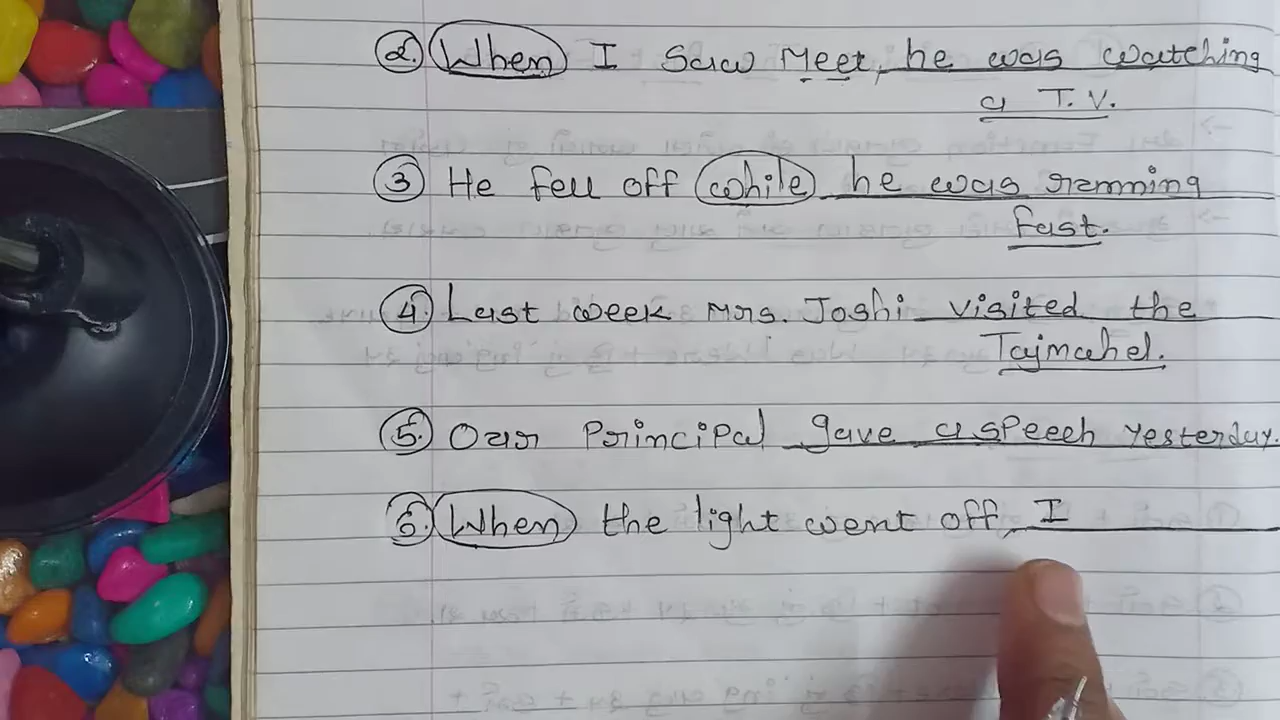 2. When I saw Meet, he was watching
a T.V.
3 He fell off while he was running
fast.
4. Last week Mrs. Joshi visited the
Tajmahel.
5. Our Principal gave a speech yesterday.
6. When the light went off, I